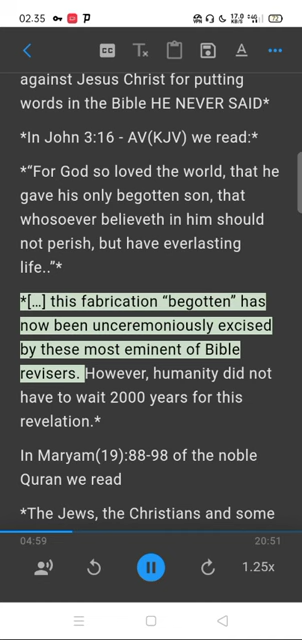 02.35
17.0
KB/S
72
CC
against Jesus Christ for putting
words in the Bible HE NEVER SAID*
*In John 3:16 - AV(KJV) we read:*
*“For God so loved the world, that he
gave his only begotten son, that
whosoever believeth in him should
not perish, but have everlasting
life..”*
*[…] this fabrication “begotten” has
now been unceremoniously excised
by these most eminent of Bible
revisers. However, humanity did not
have to wait 2000 years for this
revelation.*
In Maryam(19):88-98 of the noble
Quran we read
*The Jews, the Christians and some
04:59
20:51
1.25x